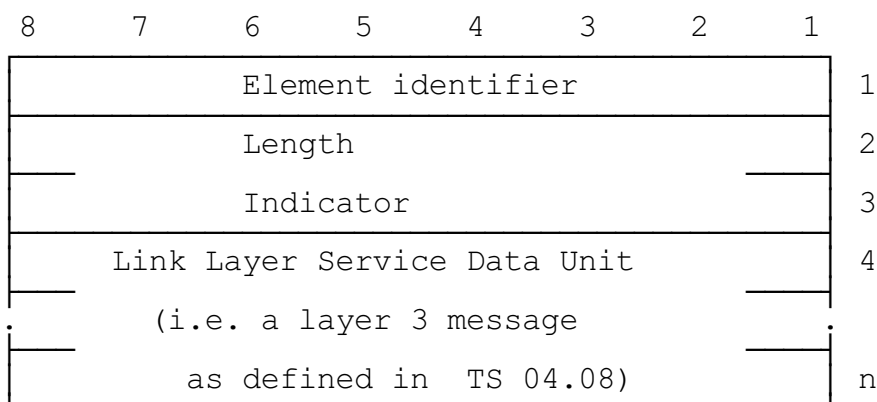 8 7 6 5 4 3 2 1
Element identifier 1
Length 2
Indicator 3
Link Layer Service Data Unit 4
(i.e. a layer 3 message
as defined in TS 04.08) n